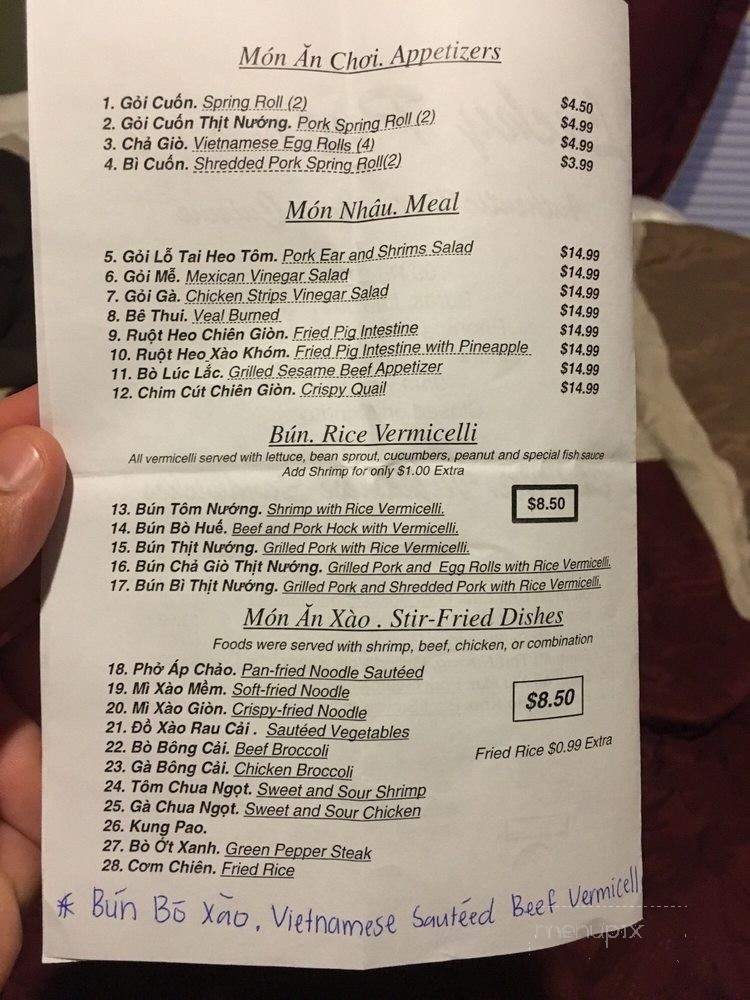 Món Ăn Chơi. Appetizers
1. Gỏi Cuốn. Spring Roll (2) $4.50
2. Gỏi Cuốn Thịt Nướng. Pork Spring Roll (2) $4.99
3. Chả Giò. Vietnamese Egg Rolls (4) $4.99
4. Bì Cuốn. Shredded Pork Spring Roll(2) $3.99
Món Nhâu. Meal
5. Gỏi Lỗ Tai Heo Tôm. Pork Ear and Shrims Salad $14.99
6. Gỏi Mễ. Mexican Vinegar Salad $14.99
7. Gỏi Gà. Chicken Strips Vinegar Salad $14.99
8. Bê Thui. Veal Burned $14.99
9. Ruột Heo Chiên Giòn. Fried Pig Intestine $14.99
10. Ruột Heo Xào Khóm. Fried Pig Intestine with Pineapple $14.99
11. Bò Lúc Lắc. Grilled Sesame Beef Appetizer $14.99
12. Chim Cút Chiên Giòn. Crispy Quail $14.99
Bún. Rice Vermicelli
All vermicelli served with lettuce, bean sprout, cucumbers, peanut and special fish sauce
Add Shrimp for only $1.00 Extra
$8.50
13. Bún Tôm Nướng. Shrimp with Rice Vermicelli.
14. Bún Bò Huế. Beef and Pork Hock with Vermicelli.
15. Bún Thịt Nướng. Grilled Pork with Rice Vermicelli.
16. Bún Chả Giò Thịt Nướng. Grilled Pork and Egg Rolls with Rice Vermicelli.
17. Bún Bì Thịt Nướng. Grilled Pork and Shredded Pork with Rice Vermicelli.
Món Ăn Xào . Stir-Fried Dishes
Foods were served with shrimp, beef, chicken, or combination
18. Phở Áp Chảo. Pan-fried Noodle Sautéed
19. Mì Xào Mềm. Soft-fried Noodle
20. Mì Xào Giòn. Crispy-fried Noodle
$8.50
21. Đồ Xào Rau Cải . Sautéed Vegetables
22. Bò Bông Cải. Beef Broccoli
Fried Rice $0.99 Extra
23. Gà Bông Cải. Chicken Broccoli
24. Tôm Chua Ngọt. Sweet and Sour Shrimp
25. Gà Chua Ngọt. Sweet and Sour Chicken
26. Kung Pao.
27. Bò Ớt Xanh. Green Pepper Steak
28. Cơm Chiên. Fried Rice
* Bún Bò Xào. Vietnamese Sautéed Beef Vermicell
menupix